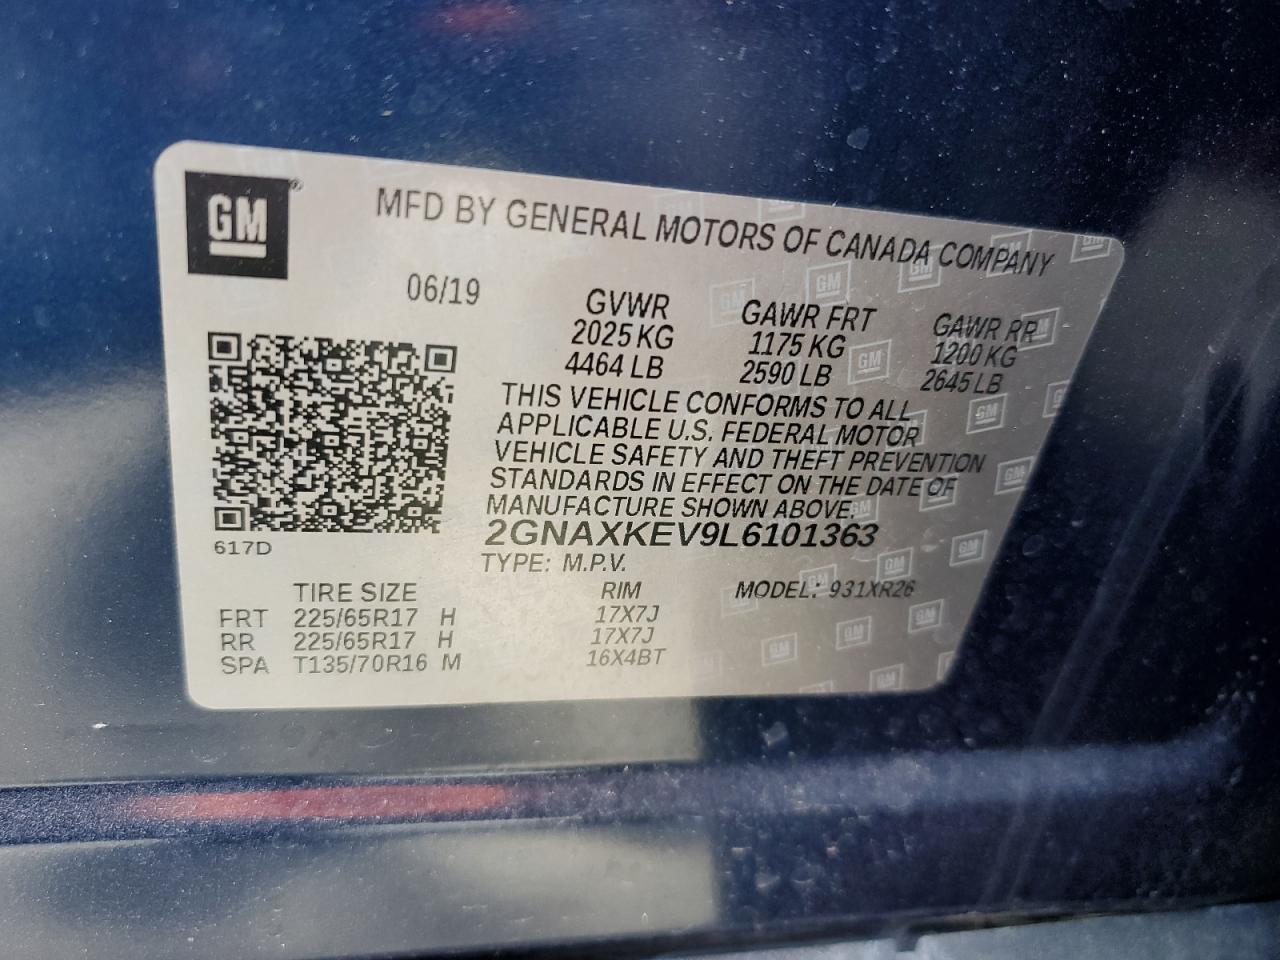 GM®
MFD BY GENERAL MOTORS OF CANADA COMPANY
06/19
GVWR GAWR FRT GAWR RR
2025 KG 1175 KG 1200 KG
4464 LB 2590 LB 2645 LB
THIS VEHICLE CONFORMS TO ALL
APPLICABLE U.S. FEDERAL MOTOR
VEHICLE SAFETY AND THEFT PREVENTION
STANDARDS IN EFFECT ON THE DATE OF
MANUFACTURE SHOWN ABOVE.
2GNAXKEV9L6101363
617D
TYPE: M.P.V.
TIRE SIZE RIM MODEL: 931XR26
FRT 225/65R17 H 17X7J
RR 225/65R17 H 17X7J
SPA T135/70R16 M 16X4BT